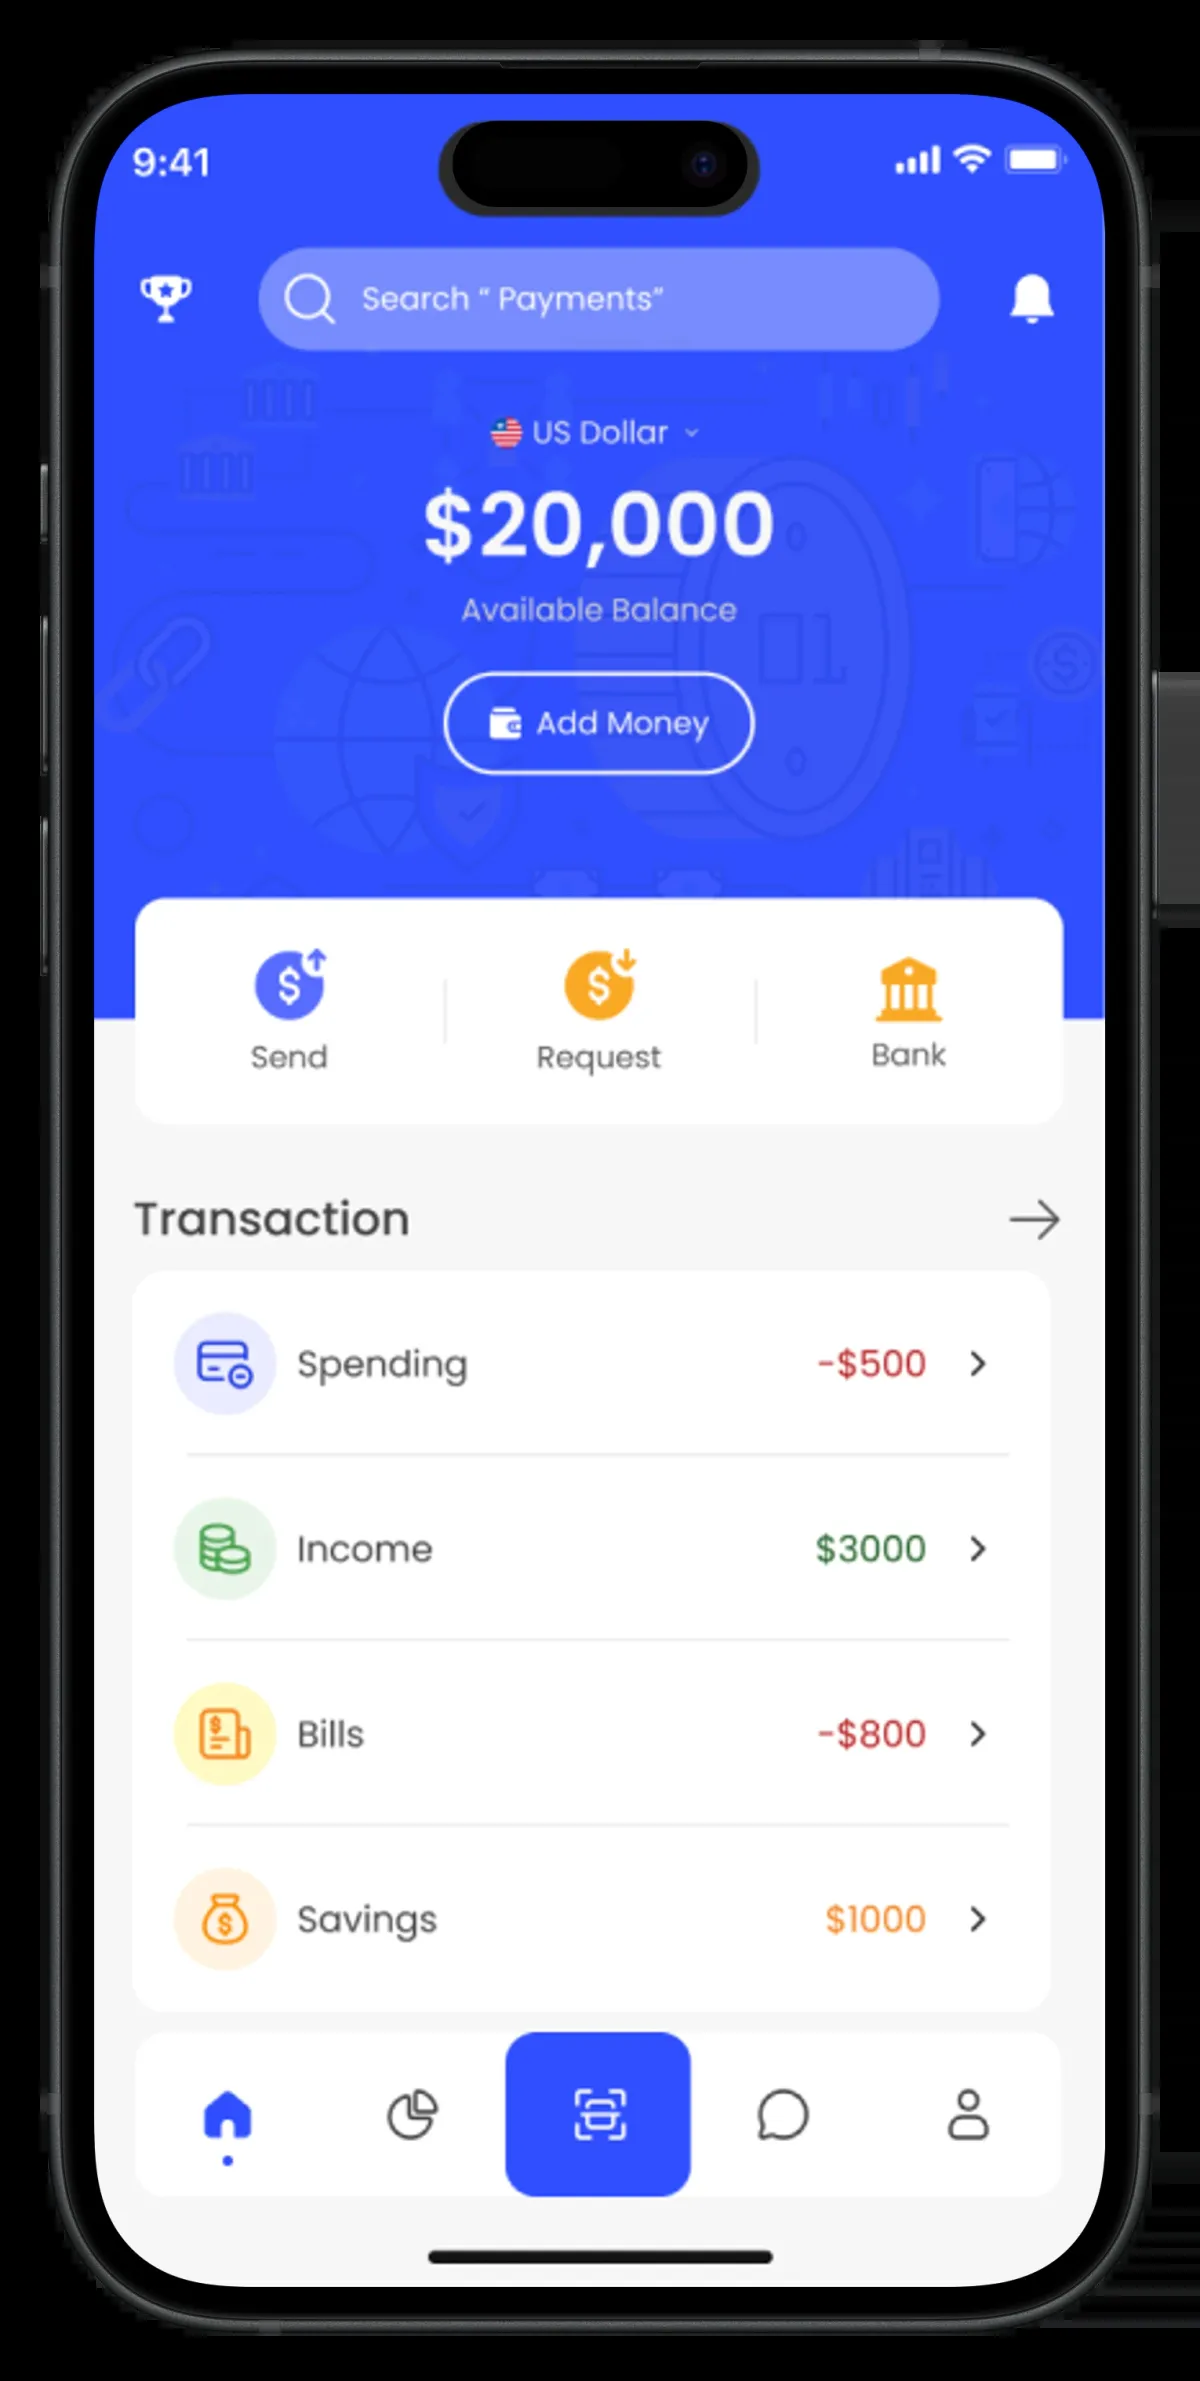 9:41
Search “ Payments”
US Dollar
$20,000
Available Balance
Add Money
Send
Request
Bank
Transaction
Spending
-$500
Income
$3000
Bills
-$800
Savings
$1000